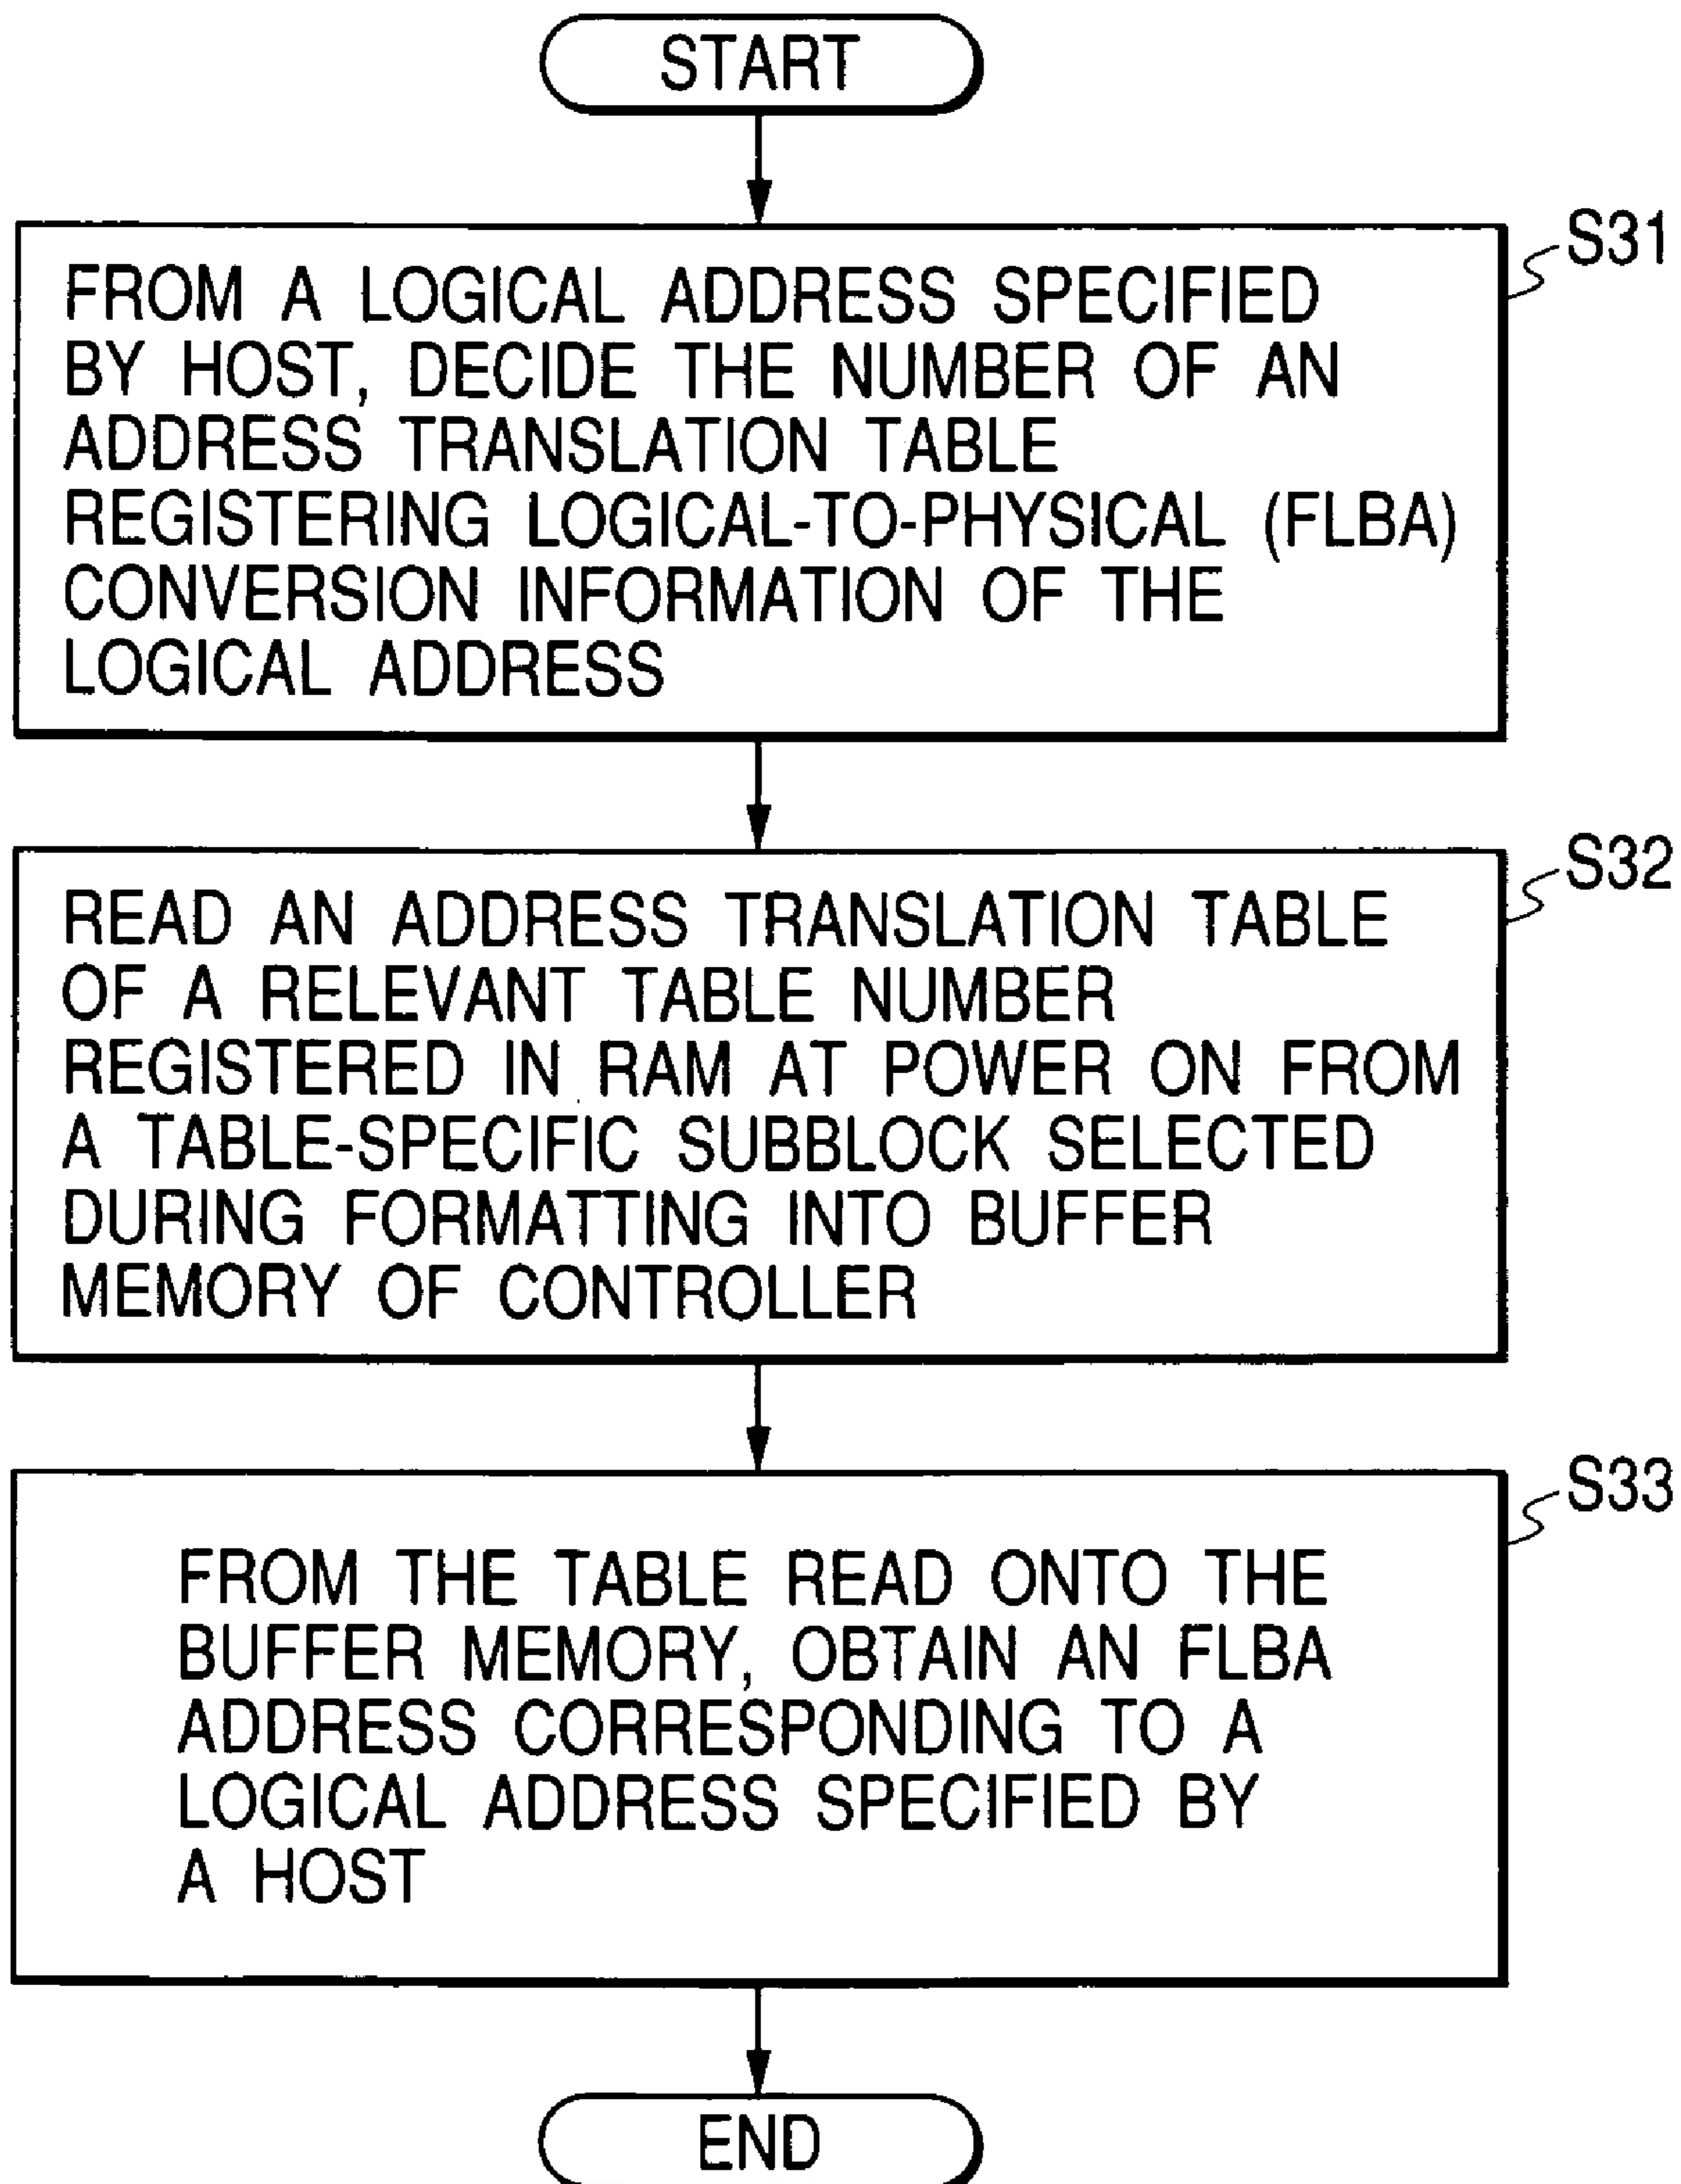 START
S31
FROM A LOGICAL ADDRESS SPECIFIED
BY HOST, DECIDE THE NUMBER OF AN
ADDRESS TRANSLATION TABLE
REGISTERING LOGICAL-TO-PHYSICAL (FLBA)
CONVERSION INFORMATION OF THE
LOGICAL ADDRESS
S32
READ AN ADDRESS TRANSLATION TABLE
OF A RELEVANT TABLE NUMBER
REGISTERED IN RAM AT POWER ON FROM
A TABLE-SPECIFIC SUBBLOCK SELECTED
DURING FORMATTING INTO BUFFER
MEMORY OF CONTROLLER
S33
FROM THE TABLE READ ONTO THE
BUFFER MEMORY, OBTAIN AN FLBA
ADDRESS CORRESPONDING TO A
LOGICAL ADDRESS SPECIFIED BY
A HOST
END